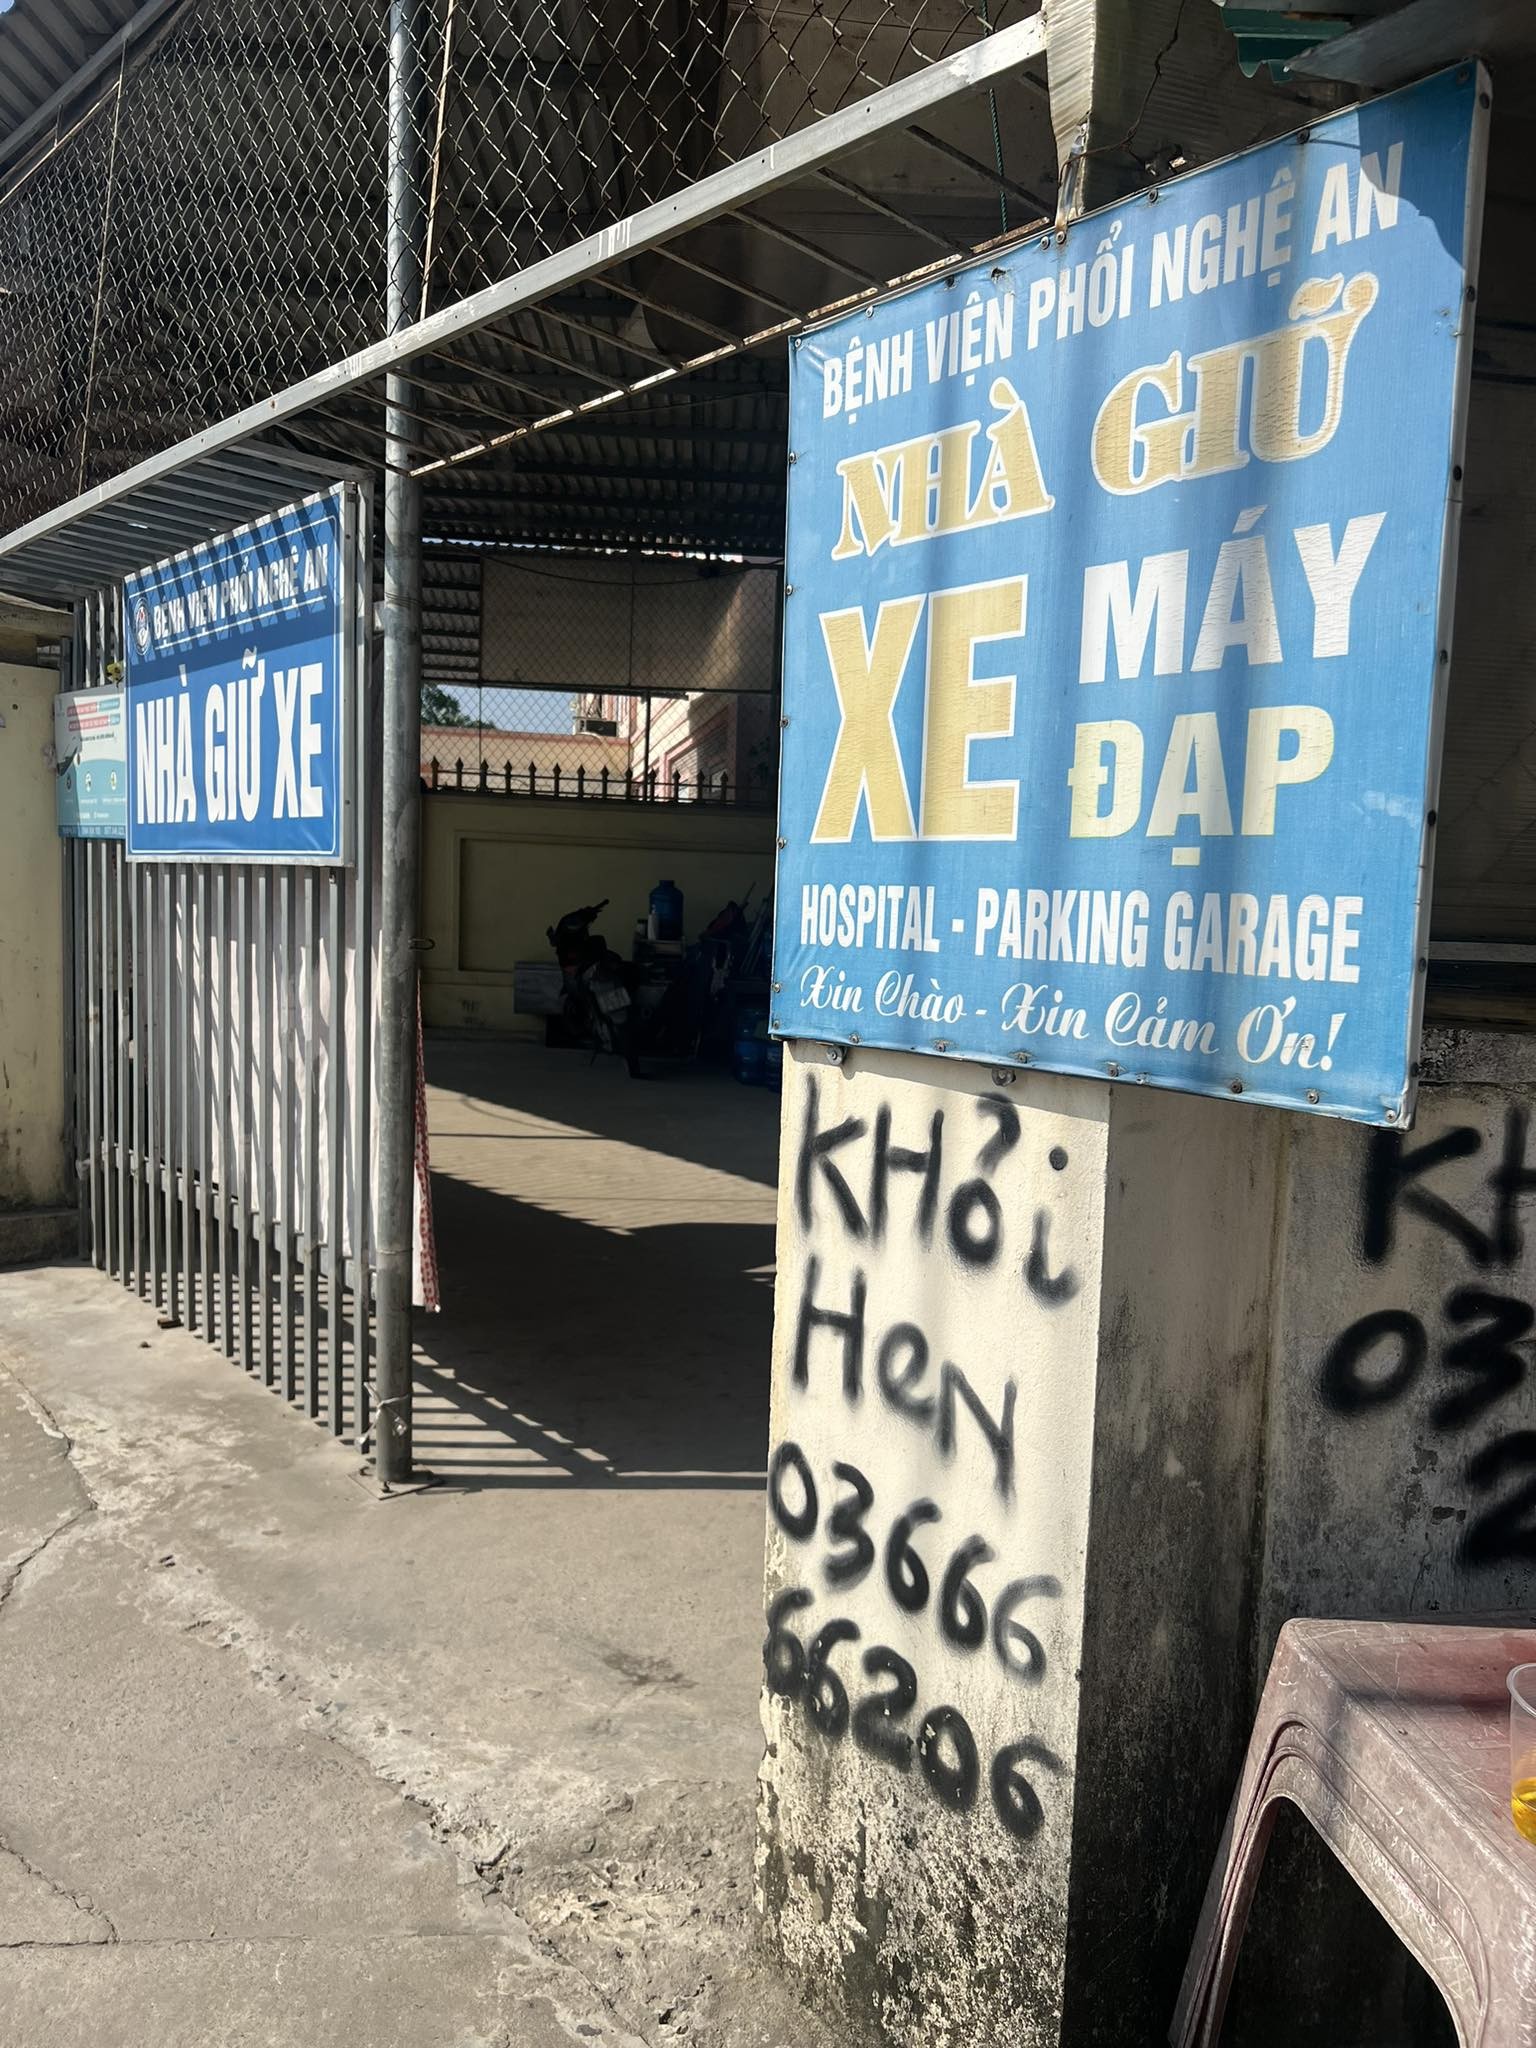 BỆNH VIỆN PHỔI NGHỆ AN
NHÀ GIỮ XE
BỆNH VIỆN PHỔI NGHỆ AN
NHÀ GIỮ
XE MÁY
ĐẠP
HOSPITAL - PARKING GARAGE
Xin Chào - Xin Cảm Ơn!
KHỎi
HeN
03666
66206
KH
03
2